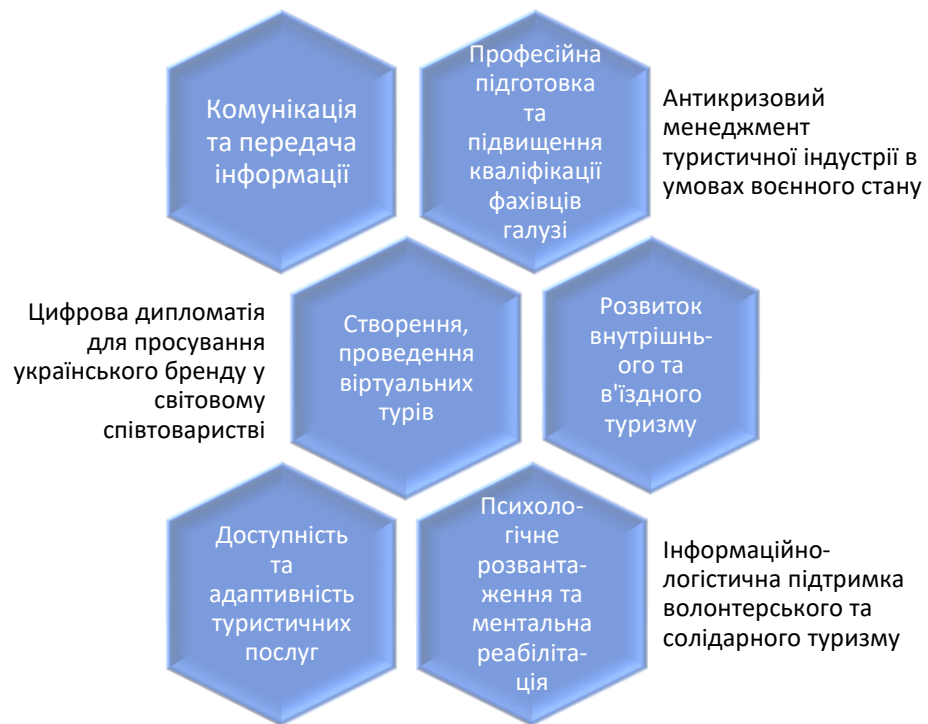 Комунікація
та передача
інформації
Професійна
підготовка
та
підвищення
кваліфікації
фахівців
галузі
Антикризовий
менеджмент
туристичної індустрії в
умовах воєнного стану
Цифрова дипломатія
для просування
українського бренду у
світовому
співтоваристві
Створення,
проведення
віртуальних
турів
Розвиток
внутрішнь-
ого та
в'їздного
туризму
Доступність
та
адаптивність
туристичних
послуг
Психоло-
гічне
розванта-
ження та
ментальна
реабіліта-
ція
Інформаційно-
логістична підтримка
волонтерського та
солідарного туризму